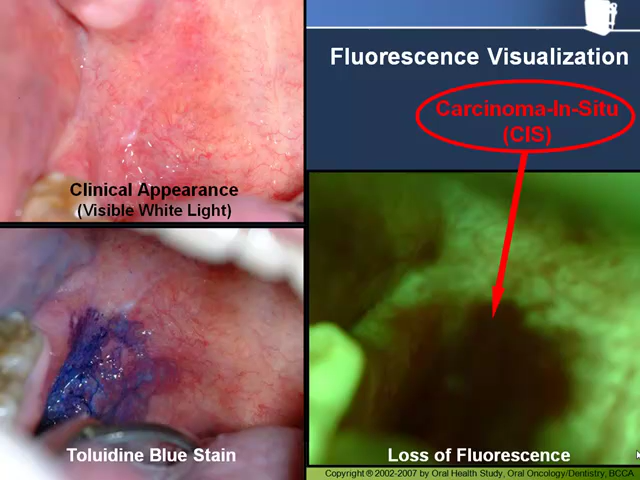 Fluorescence Visualization
Carcinoma-In-Situ
(CIS)
Clinical Appearance
(Visible White Light)
Toluidine Blue Stain
Loss of Fluorescence
Copyright ® 2002-2007 by Oral Health Study, Oral Oncology/Dentistry, BCCA